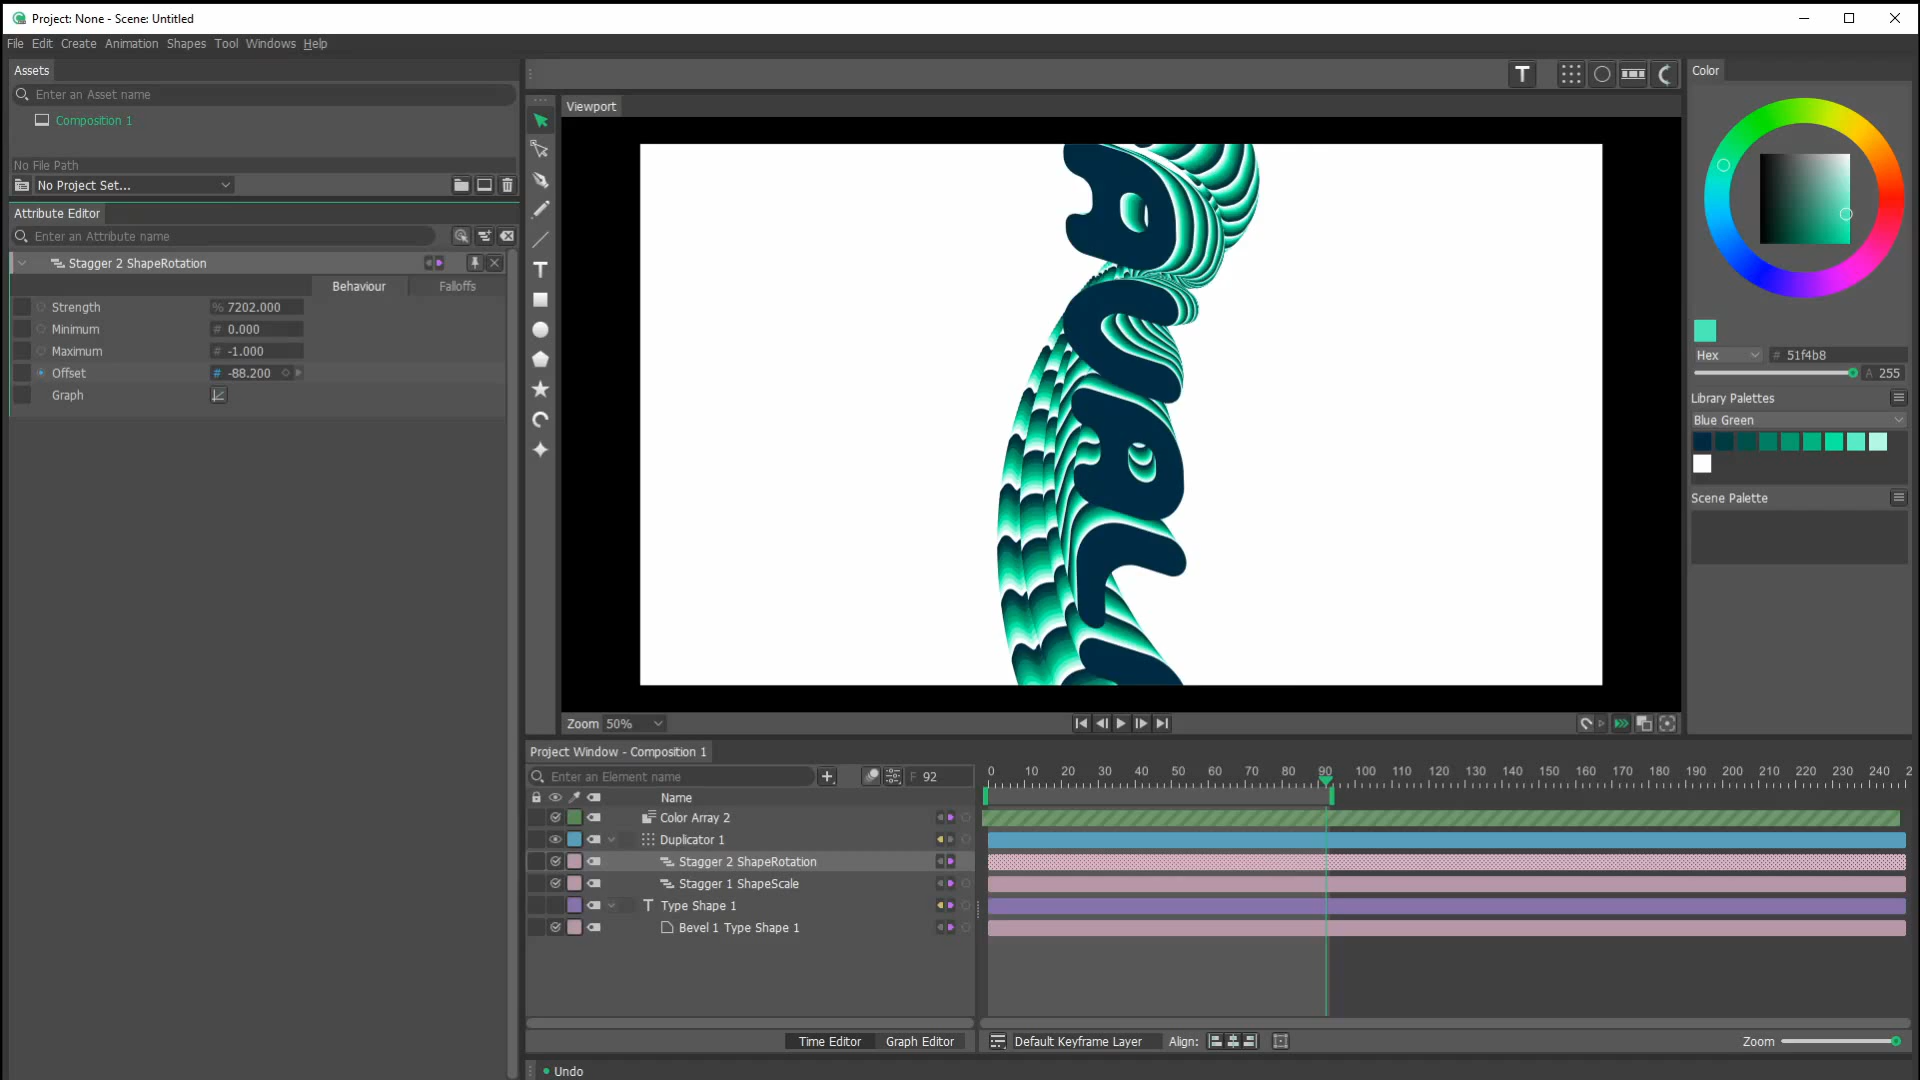 Project: None - Scene: Untitled
File Edit Create Animation Shapes Tool Windows Help
Assets
Enter an Asset name
Composition 1
No File Path
No Project Set...
Attribute Editor
Enter an Attribute name
Stagger 2 ShapeRotation
Behaviour Falloffs
Strength % 7202.000
Minimum # 0.000
Maximum # -1.000
Offset # -88.200
Graph
Viewport
Zoom 50%
Color
Hex # 51f4b8
A 255
Library Palettes
Blue Green
Scene Palette
Project Window - Composition 1
Enter an Element name
F 92
Name
Color Array 2
Duplicator 1
Stagger 2 ShapeRotation
Stagger 1 ShapeScale
Type Shape 1
Bevel 1 Type Shape 1
0 10 20 30 40 50 60 70 80 90 100 110 120 130 140 150 160 170 180 190 200 210 220 230 240 2
Time Editor Graph Editor
Default Keyframe Layer Align:
Zoom
Undo